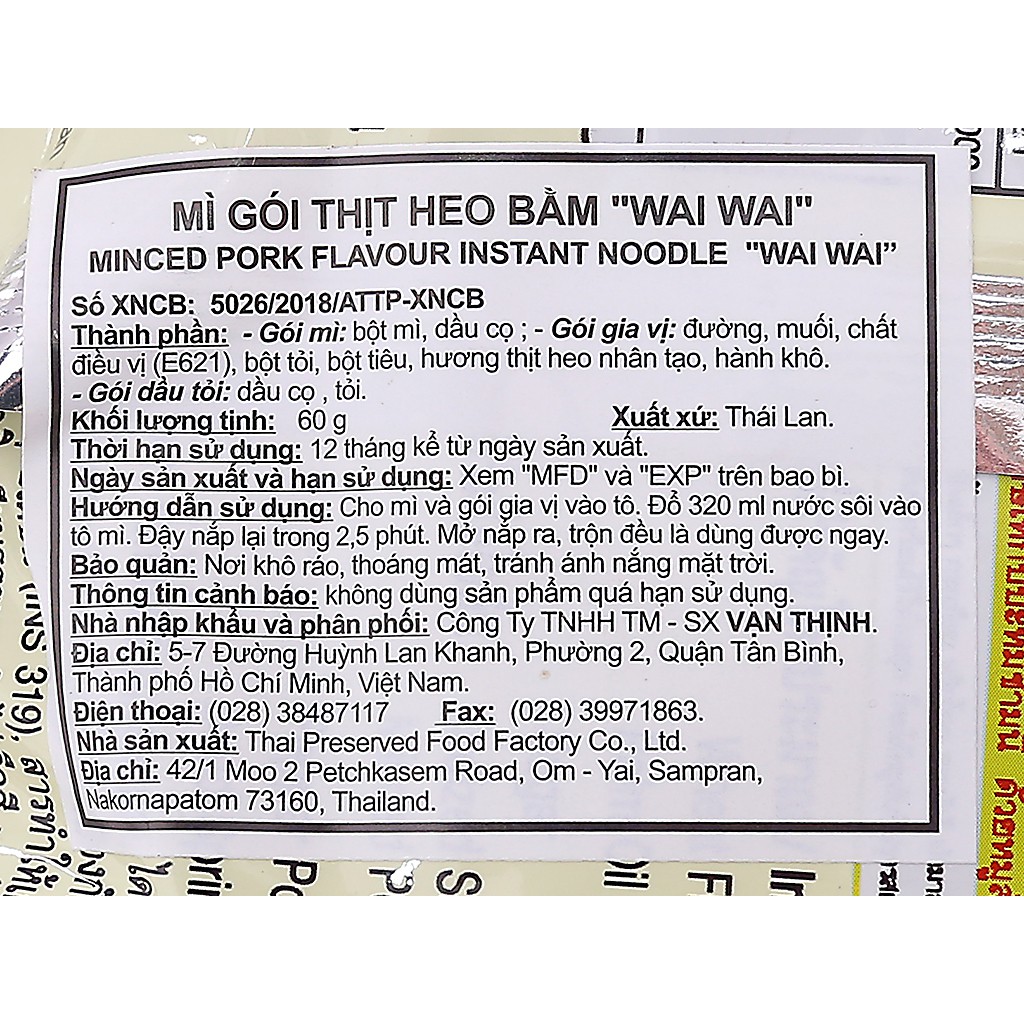 MÌ GÓI THỊT HEO BẰM "WAI WAI"
MINCED PORK FLAVOUR INSTANT NOODLE "WAI WAI”
Số XNCB: 5026/2018/ATTP-XNCB
Thành phần: - Gói mì: bột mì, dầu cọ ; - Gói gia vị: đường, muối, chất
điều vị (E621), bột tỏi, bột tiêu, hương thịt heo nhân tạo, hành khô.
- Gói dầu tỏi: dầu cọ , tỏi.
Khối lượng tịnh: 60 g Xuất xứ: Thái Lan.
Thời hạn sử dụng: 12 tháng kể từ ngày sản xuất.
Ngày sản xuất và hạn sử dụng: Xem "MFD" và "EXP" trên bao bì.
Hướng dẫn sử dụng: Cho mì và gói gia vị vào tô. Đổ 320 ml nước sôi vào
tô mì. Đậy nắp lại trong 2,5 phút. Mở nắp ra, trộn đều là dùng được ngay.
Bảo quản: Nơi khô ráo, thoáng mát, tránh ánh nắng mặt trời.
Thông tin cảnh báo: không dùng sản phẩm quá hạn sử dụng.
Nhà nhập khẩu và phân phối: Công Ty TNHH TM - SX VẠN THỊNH.
Địa chỉ: 5-7 Đường Huỳnh Lan Khanh, Phường 2, Quận Tân Bình,
Thành phố Hồ Chí Minh, Việt Nam.
Điện thoại: (028) 38487117 Fax: (028) 39971863.
Nhà sản xuất: Thai Preserved Food Factory Co., Ltd.
Địa chỉ: 42/1 Moo 2 Petchkasem Road, Om - Yai, Sampran,
Nakornapatom 73160, Thailand.
(INS 319),